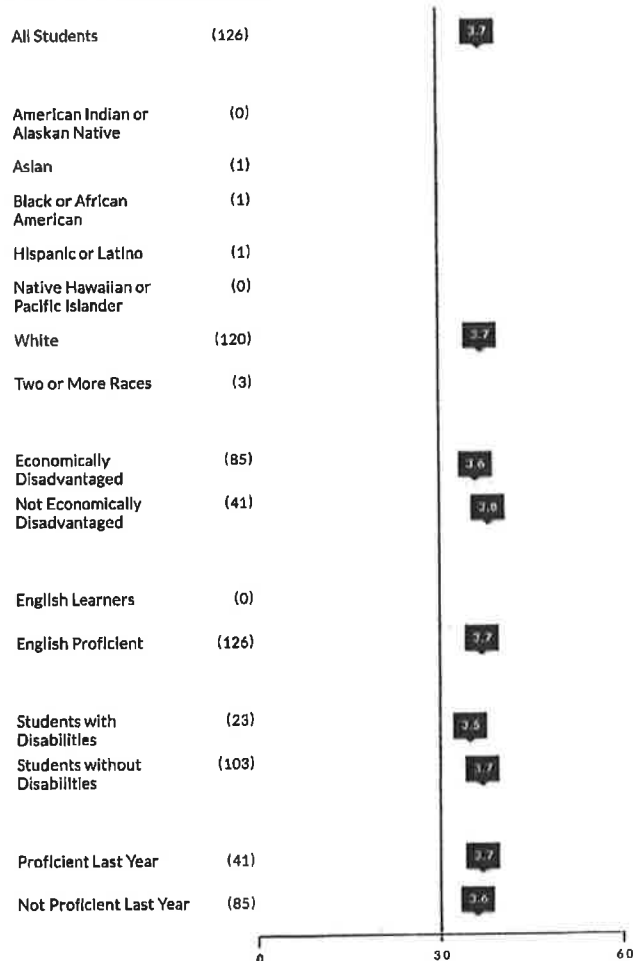 All Students (126) 3.7
American Indian or (0)
Alaskan Native
Asian (1)
Black or African (1)
American
Hispanic or Latino (1)
Native Hawaiian or (0)
Pacific Islander
White (120) 3.7
Two or More Races (3)
Economically (85) 3.6
Disadvantaged
Not Economically (41) 3.8
Disadvantaged
English Learners (0)
English Proficient (126) 3.7
Students with (23) 3.5
Disabilities
Students without (103) 3.7
Disabilities
Proficient Last Year (41) 3.7
Not Proficient Last Year (85) 3.6
0 30 60